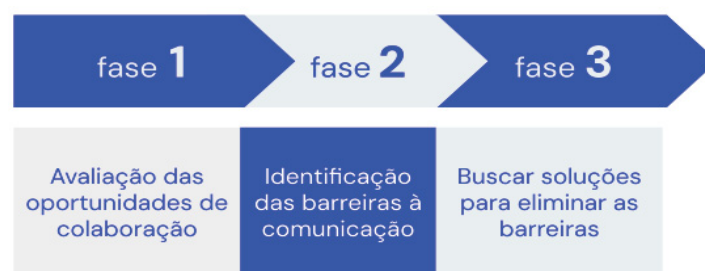 fase 1
fase 2
fase 3
Avaliação das
oportunidades de
colaboração
Identificação
das barreiras à
comunicação
Buscar soluções
para eliminar as
barreiras